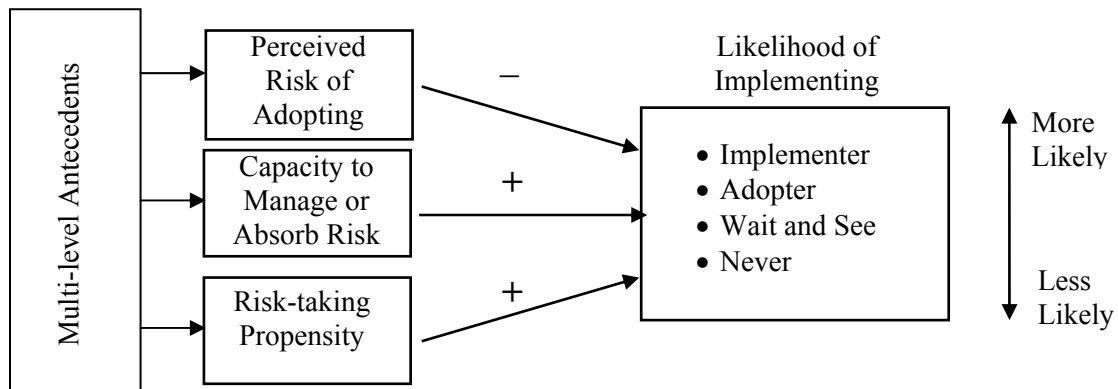 Multi-level Antecedents
Perceived
Risk of
Adopting
Capacity to
Manage or
Absorb Risk
Risk-taking
Propensity
–
+
+
Likelihood of
Implementing
• Implementer
• Adopter
• Wait and See
• Never
More
Likely
Less
Likely